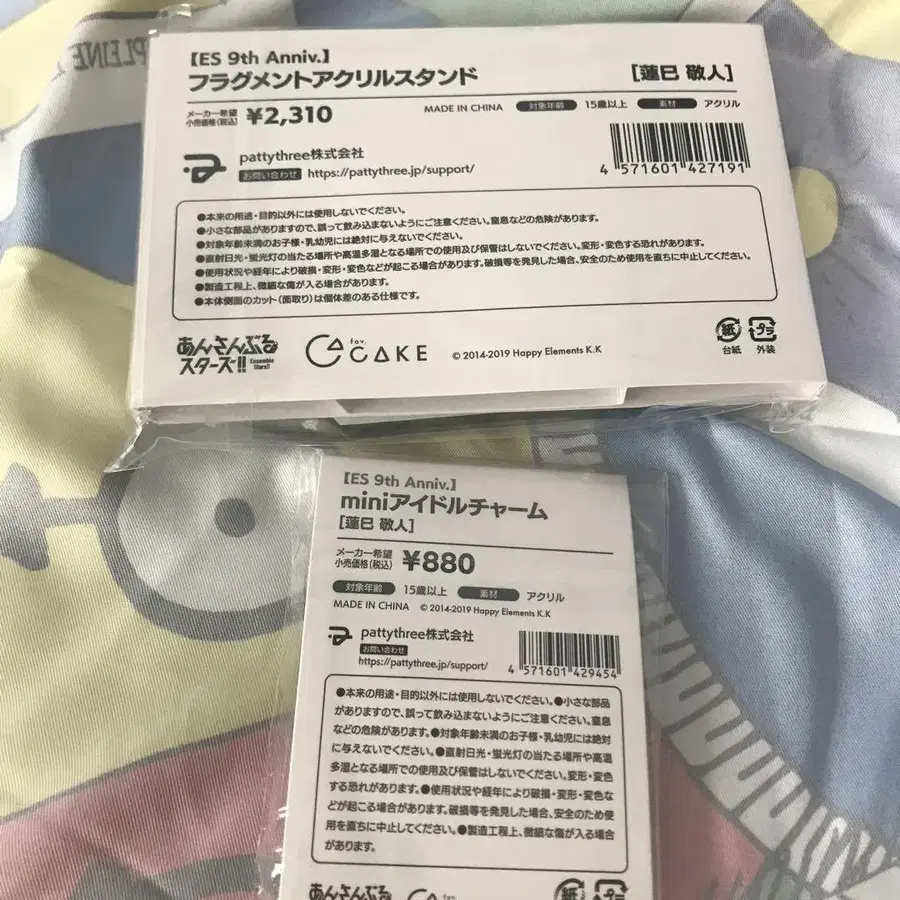 PLEINE
【ES 9th Anniv.】
フラグメントアクリルスタンド
［蓮巳 敬人］
メーカー希望
小売価格(税込)
¥2,310
MADE IN CHINA 対象年齢 15歳以上 素材 アクリル
pattythree株式会社
お問い合わせ https://pattythree.jp/support/
4 571601 427191
●本来の用途・目的以外には使用しないでください。
●小さな部品がありますので、誤って飲み込まないようにご注意ください。窒息などの危険があります。
●対象年齢未満のお子様・乳幼児には絶対に与えないでください。
●直射日光・蛍光灯の当たる場所や高温多湿となる場所での使用及び保管はしないでください。変形・変色する恐れがあります。
●使用状況や経年により破損・変形・変色などが起こる場合があります。破損等を発見した場合、安全のため使用を直ちに中止してください。
●製造工程上、微細な傷が入る場合があります。
●本体側面のカット(面取り)は個体差のある仕様です。
あんさんぶる
スターズ!!
Ensemble
Stars!!
fav.
CAKE
© 2014-2019 Happy Elements K.K
紙 プラ
台紙 外装
【ES 9th Anniv.】
miniアイドルチャーム
［蓮巳 敬人］
メーカー希望
小売価格(税込)
¥880
対象年齢 15歳以上 素材 アクリル
MADE IN CHINA © 2014-2019 Happy Elements K.K
pattythree株式会社
お問い合わせ
https://pattythree.jp/support/
4 571601 429454
●本来の用途・目的以外には使用しないでください。●小さな部品
がありますので、誤って飲み込まないようにご注意ください。窒息
などの危険があります。●対象年齢未満のお子様・乳幼児には絶対
に与えないでください。●直射日光・蛍光灯の当たる場所や高温
多湿となる場所での使用及び保管はしないでください。変形・変色
する恐れがあります。●使用状況や経年により破損・変形・変色な
どが起こる場合があります。破損等を発見した場合、安全のため使
用を直ちに中止してください。●製造工程上、微細な傷が入る場合
があります。
あんさんぶる
fav.
紙 プラ